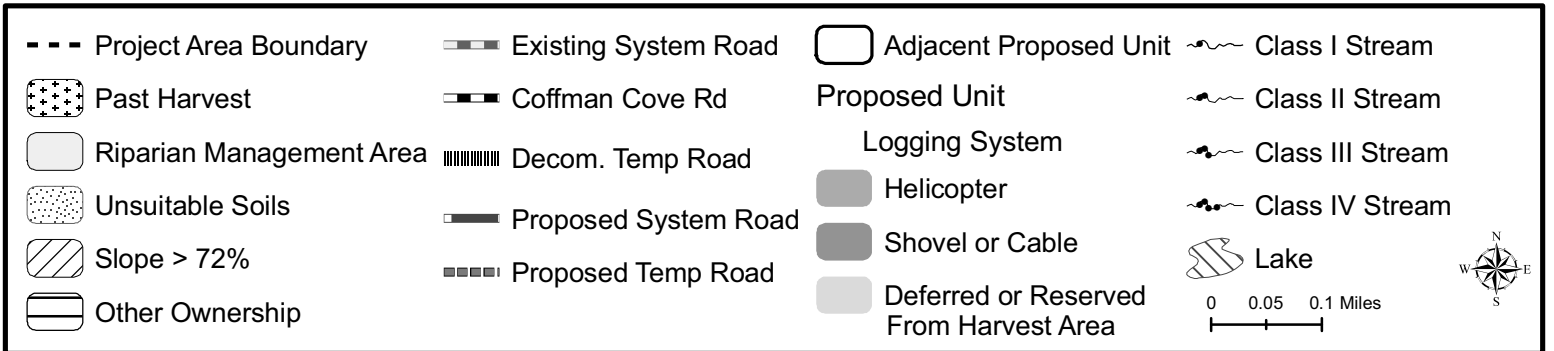 Project Area Boundary
Past Harvest
Riparian Management Area
Unsuitable Soils
Slope > 72%
Other Ownership
Existing System Road
Coffman Cove Rd
Decom. Temp Road
Proposed System Road
Proposed Temp Road
Adjacent Proposed Unit
Proposed Unit
Logging System
Helicopter
Shovel or Cable
Deferred or Reserved
From Harvest Area
Class I Stream
Class II Stream
Class III Stream
Class IV Stream
Lake
0 0.05 0.1 Miles
N
W E
S